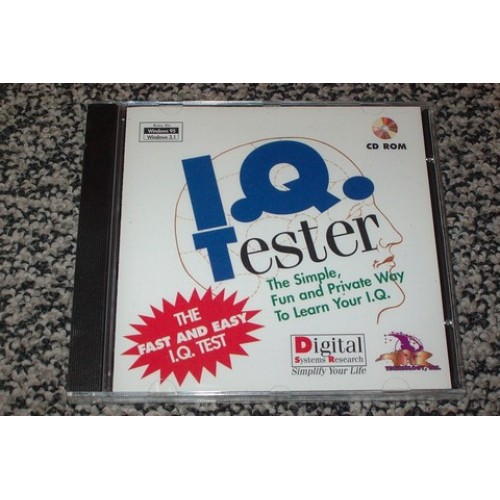 Windows 95
Windows 3.1
CD ROM
I.Q.
Tester
The Simple,
Fun and Private Way
To Learn Your I.Q.
THE
FAST AND EASY
I.Q. TEST
Digital
Systems Research
Simplify Your Life